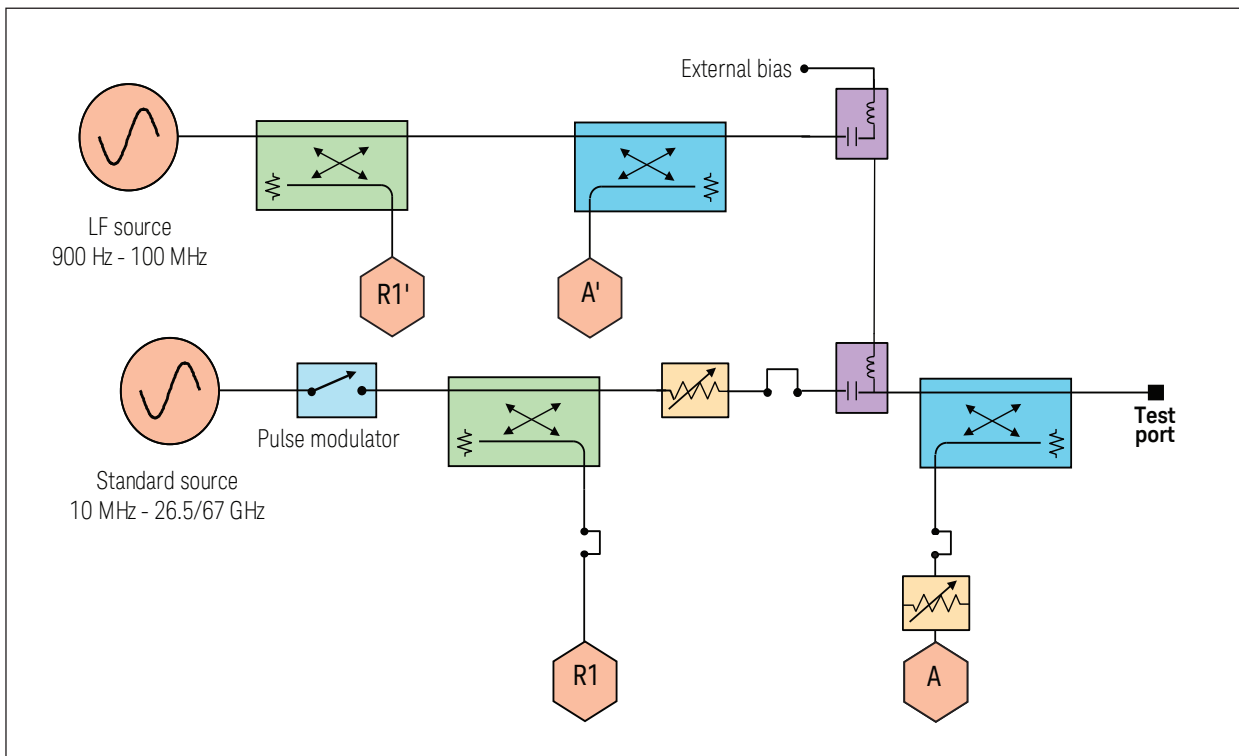 External bias
LF source
900 Hz - 100 MHz
R1'
A'
Pulse modulator
Test
port
Standard source
10 MHz - 26.5/67 GHz
R1
A